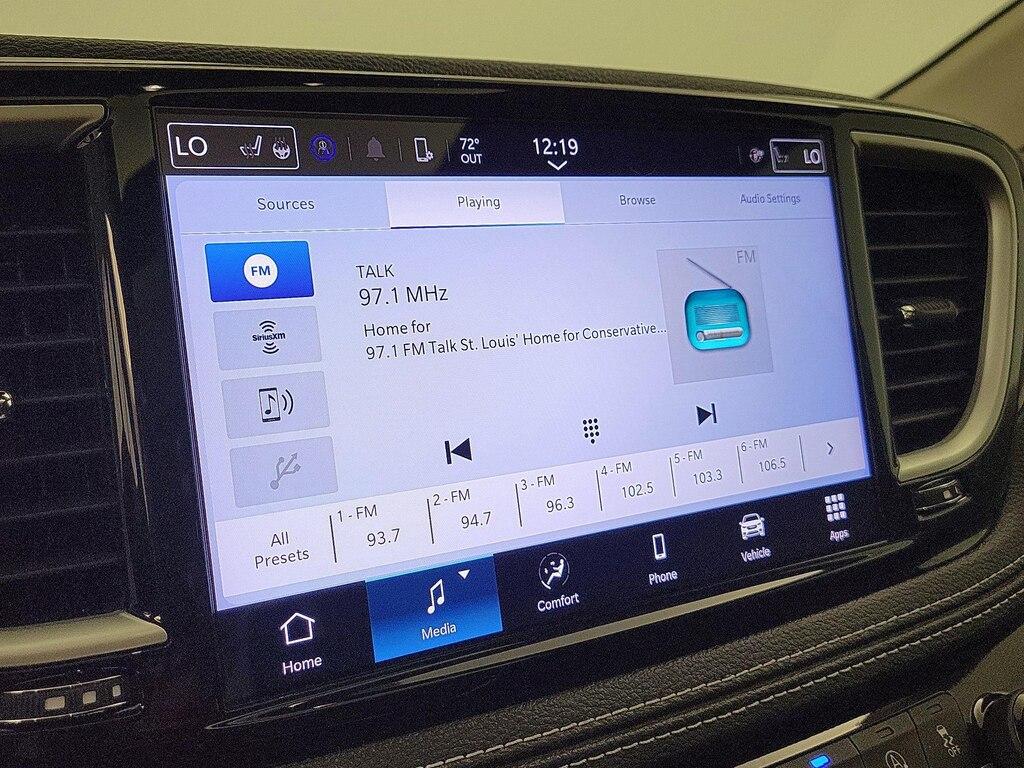 LO
72°
OUT
12:19
LO
Sources
Playing
Browse
Audio Settings
FM
TALK
97.1 MHz
Home for
97.1 FM Talk St. Louis' Home for Conservative...
FM
SiriusXM
All
Presets
1 - FM
93.7
2 - FM
94.7
3 - FM
96.3
4 - FM
102.5
5 - FM
103.3
6 - FM
106.5
Home
Media
Comfort
Phone
Vehicle
Apps